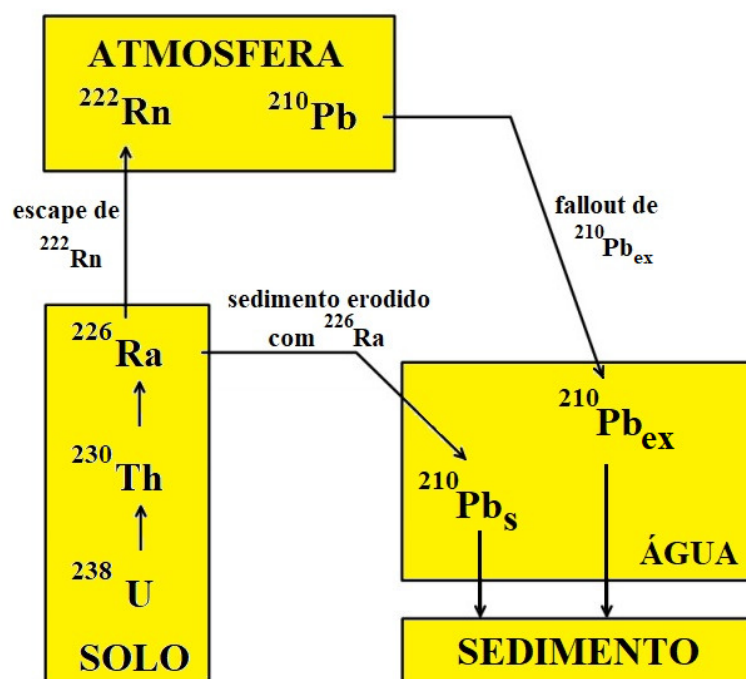 ATMOSFERA
²²²Rn ²¹⁰Pb
escape de
²²²Rn
fallout de
²¹⁰Pbₑₓ
sedimento erodido
com ²²⁶Ra
²²⁶Ra
²³⁰Th
²³⁸U
SOLO
²¹⁰Pbₑₓ
²¹⁰Pbₛ
ÁGUA
SEDIMENTO